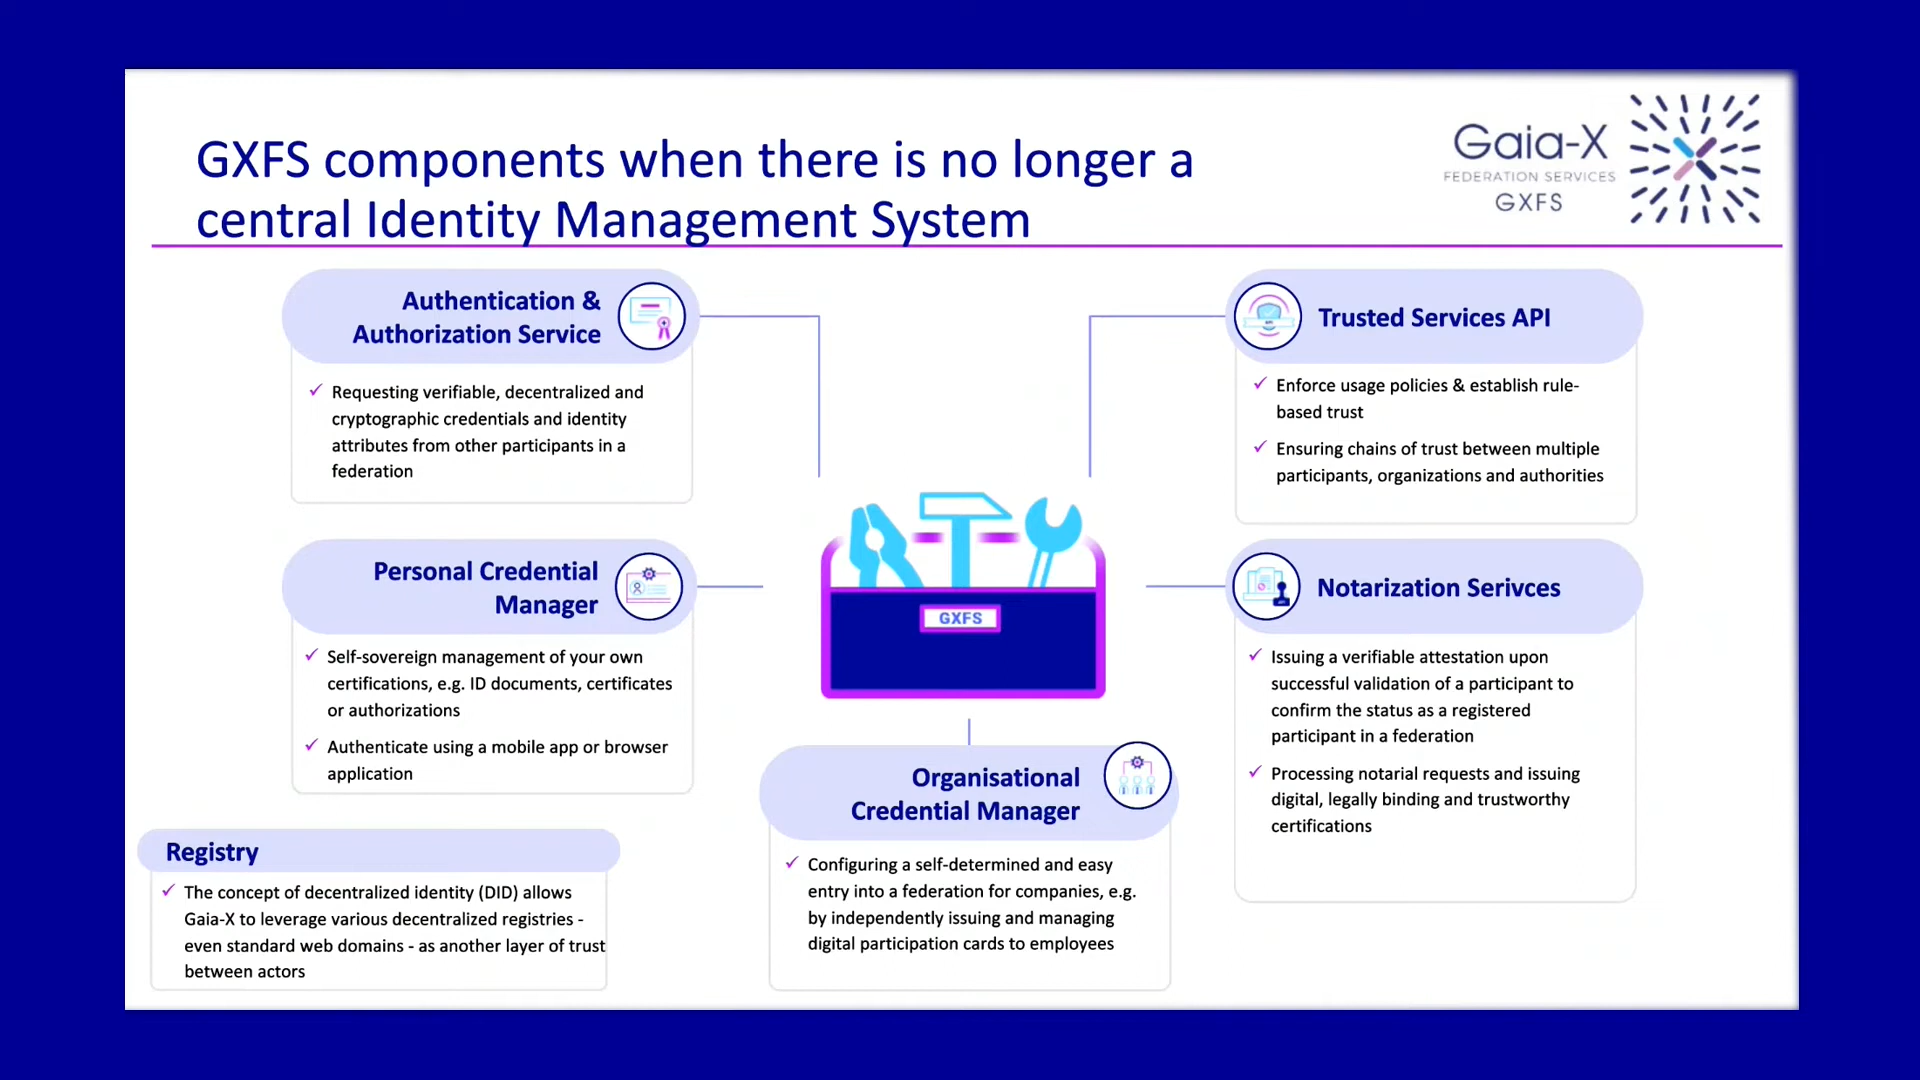 GXFS components when there is no longer a
central Identity Management System
Gaia-X
FEDERATION SERVICES
GXFS
Authentication &
Authorization Service
Requesting verifiable, decentralized and
cryptographic credentials and identity
attributes from other participants in a
federation
Personal Credential
Manager
Self-sovereign management of your own
certifications, e.g. ID documents, certificates
or authorizations
Authenticate using a mobile app or browser
application
Registry
The concept of decentralized identity (DID) allows
Gaia-X to leverage various decentralized registries -
even standard web domains - as another layer of trust
between actors
GXFS
Organisational
Credential Manager
Configuring a self-determined and easy
entry into a federation for companies, e.g.
by independently issuing and managing
digital participation cards to employees
Trusted Services API
Enforce usage policies & establish rule-
based trust
Ensuring chains of trust between multiple
participants, organizations and authorities
Notarization Serivces
Issuing a verifiable attestation upon
successful validation of a participant to
confirm the status as a registered
participant in a federation
Processing notarial requests and issuing
digital, legally binding and trustworthy
certifications